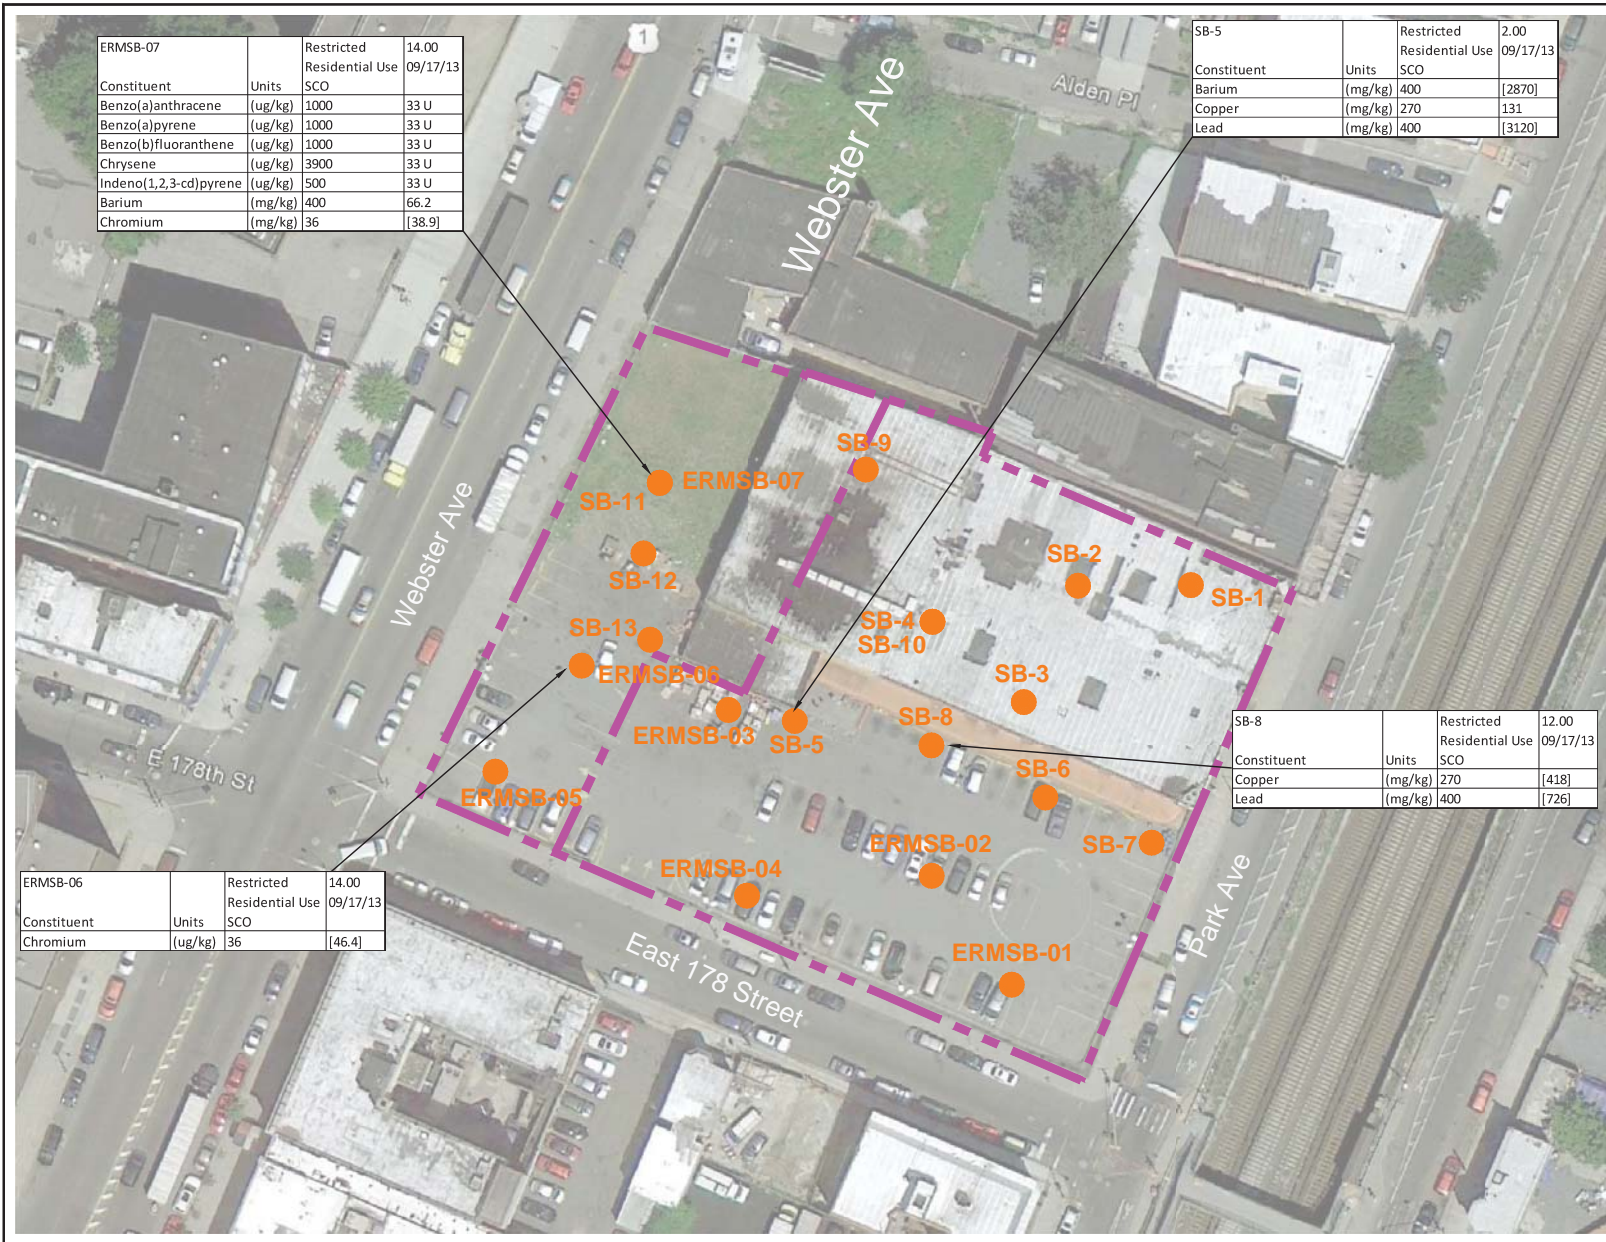 ERMSB-07 Restricted 14.00
Residential Use 09/17/13
Constituent Units SCO
Benzo(a)anthracene (ug/kg) 1000 33 U
Benzo(a)pyrene (ug/kg) 1000 33 U
Benzo(b)fluoranthene (ug/kg) 1000 33 U
Chrysene (ug/kg) 3900 33 U
Indeno(1,2,3-cd)pyrene (ug/kg) 500 33 U
Barium (mg/kg) 400 66.2
Chromium (mg/kg) 36 [38.9]
1
Webster Ave
Alden Pl
SB-5 Restricted 2.00
Residential Use 09/17/13
Constituent Units SCO
Barium (mg/kg) 400 [2870]
Copper (mg/kg) 270 131
Lead (mg/kg) 400 [3120]
SB-9
ERMSB-07
SB-11
SB-12
SB-2
SB-1
Webster Ave
SB-13
SB-4
SB-10
ERMSB-06
SB-3
ERMSB-03
SB-5
SB-8
SB-6
E 178th St
ERMSB-05
SB-8 Restricted 12.00
Residential Use 09/17/13
Constituent Units SCO
Copper (mg/kg) 270 [418]
Lead (mg/kg) 400 [726]
ERMSB-02
SB-7
ERMSB-04
Park Ave
ERMSB-06 Restricted 14.00
Residential Use 09/17/13
Constituent Units SCO
Chromium (ug/kg) 36 [46.4]
East 178 Street
ERMSB-01